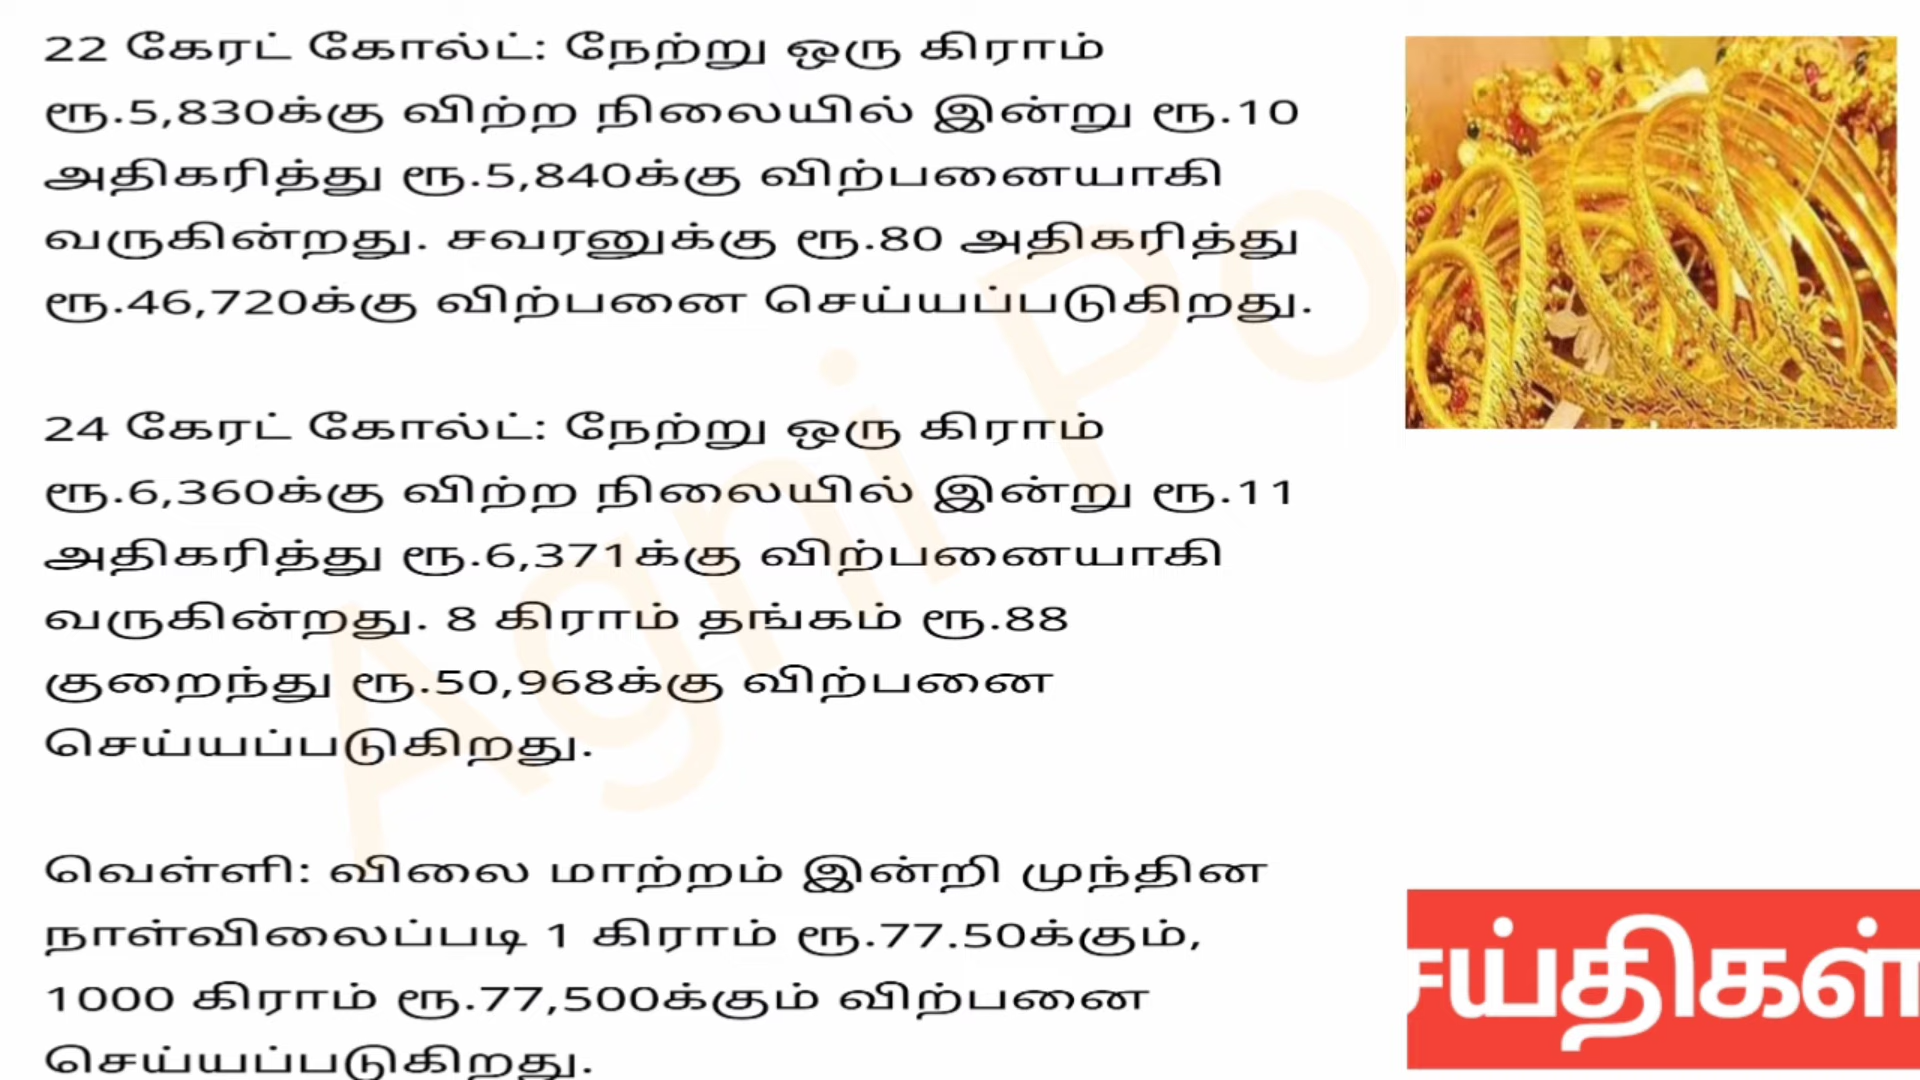 22 கேரட் கோல்ட்: நேற்று ஒரு கிராம்
ரூ.5,830க்கு விற்ற நிலையில் இன்று ரூ.10
அதிகரித்து ரூ.5,840க்கு விற்பனையாகி
வருகின்றது. சவரனுக்கு ரூ.80 அதிகரித்து
ரூ.46,720க்கு விற்பனை செய்யப்படுகிறது.
24 கேரட் கோல்ட்: நேற்று ஒரு கிராம்
ரூ.6,360க்கு விற்ற நிலையில் இன்று ரூ.11
அதிகரித்து ரூ.6,371க்கு விற்பனையாகி
வருகின்றது. 8 கிராம் தங்கம் ரூ.88
குறைந்து ரூ.50,968க்கு விற்பனை
செய்யப்படுகிறது.
வெள்ளி: விலை மாற்றம் இன்றி முந்தின
நாள்விலைப்படி 1 கிராம் ரூ.77.50க்கும்,
1000 கிராம் ரூ.77,500க்கும் விற்பனை
செய்யப்படுகிறது.
Agni Po